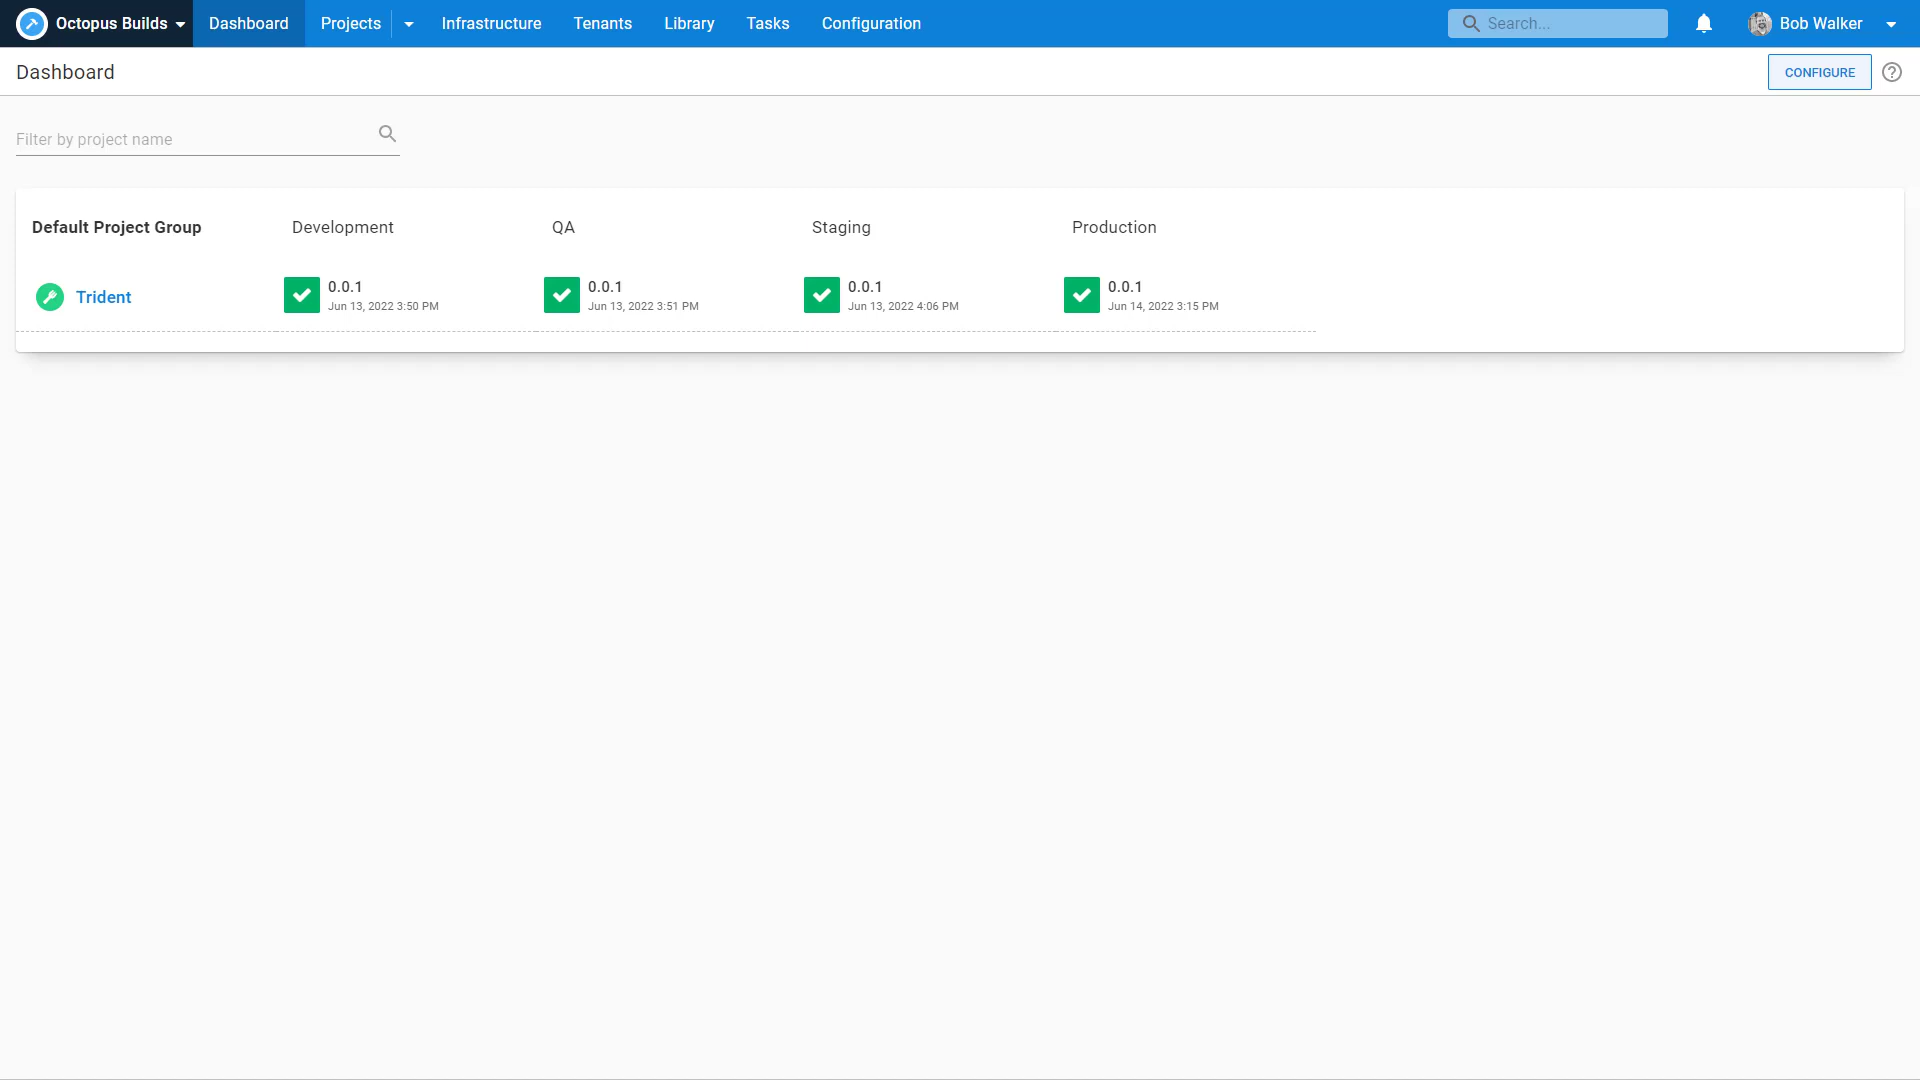 Octopus Builds Dashboard Projects Infrastructure Tenants Library Tasks Configuration Search... Bob Walker
Dashboard CONFIGURE ?
Filter by project name
Default Project Group Development QA Staging Production
Trident 0.0.1 0.0.1 0.0.1 0.0.1
Jun 13, 2022 3:50 PM Jun 13, 2022 3:51 PM Jun 13, 2022 4:06 PM Jun 14, 2022 3:15 PM